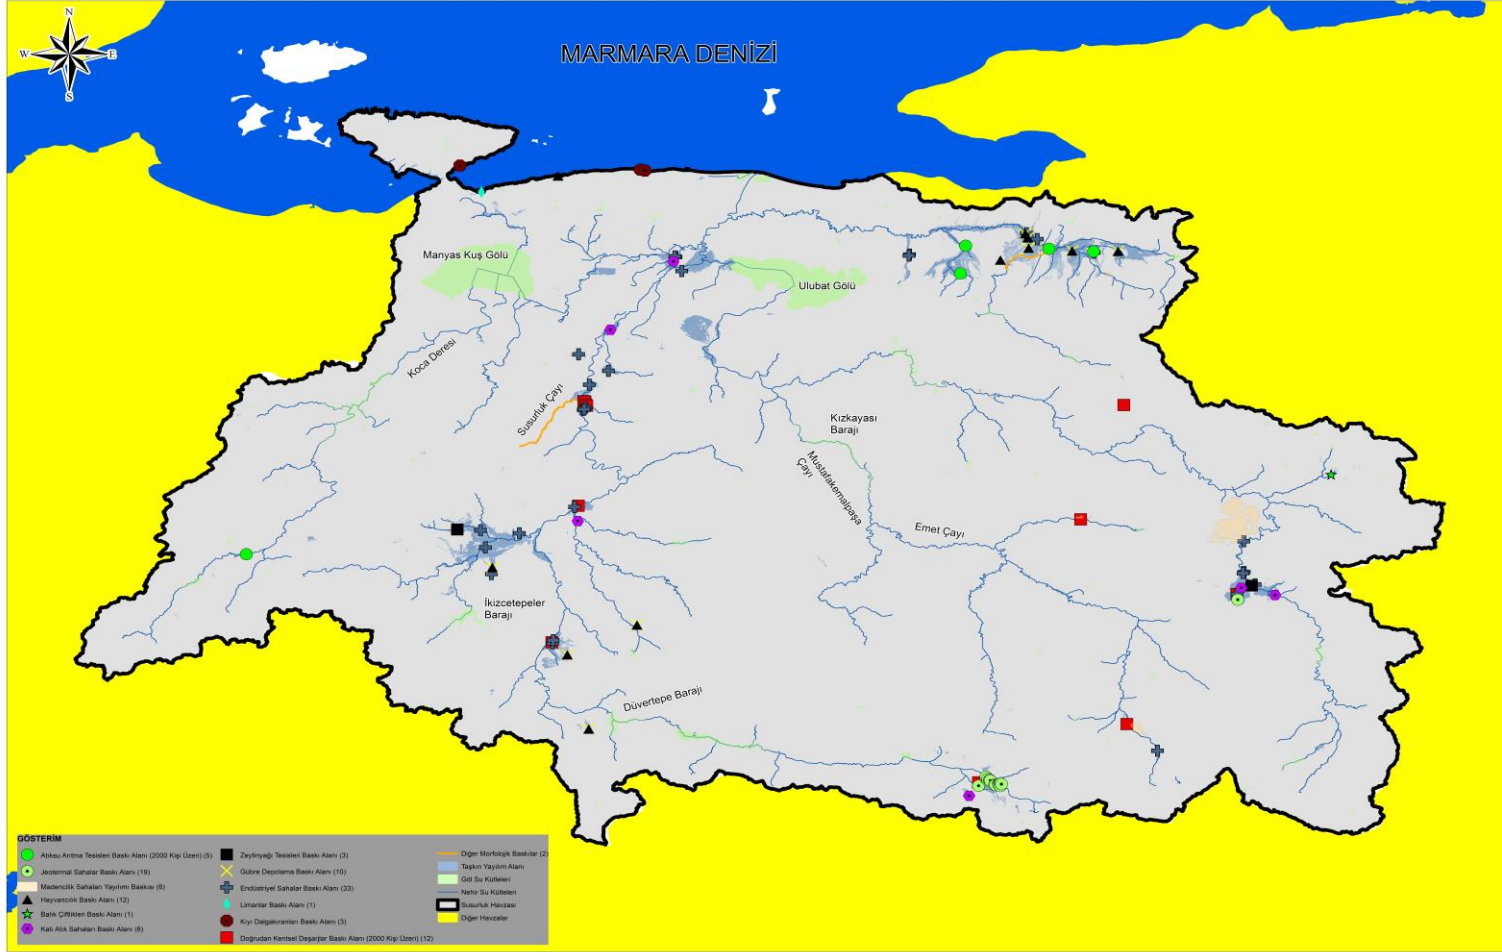 N
W
E
S
MARMARA DENİZİ
Manyas Kuş Gölü
Ulubat Gölü
Koca Deresi
Susurluk Çayı
Kızkayası
Barajı
Mustafakemalpaşa
Çayı
Emet Çayı
İkizcetepeler
Barajı
Düvertepe Barajı
GÖSTERİM
Atıksu Arıtma Tesisleri Baskı Alanı (2000 Kişi Üzeri) (5)
Jeotermal Sahalar Baskı Alanı (19)
Madencilik Sahaları Yayılımı Baskısı (6)
Hayvancılık Baskı Alanı (12)
Balık Çiftlikleri Baskı Alanı (1)
Katı Atık Sahaları Baskı Alanı (6)
Zeytinyağı Tesisleri Baskı Alanı (3)
Gübre Depolama Baskı Alanı (10)
Endüstriyel Sahalar Baskı Alanı (33)
Limanlar Baskı Alanı (1)
Kıyı Dalgakıranları Baskı Alanı (3)
Doğrudan Kentsel Deşarjlar Baskı Alanı (2000 Kişi Üzeri) (12)
Diğer Morfolojik Baskılar (2)
Taşkın Yayılım Alanı
Göl Su Kütleleri
Nehir Su Kütleleri
Susurluk Havzası
Diğer Havzalar